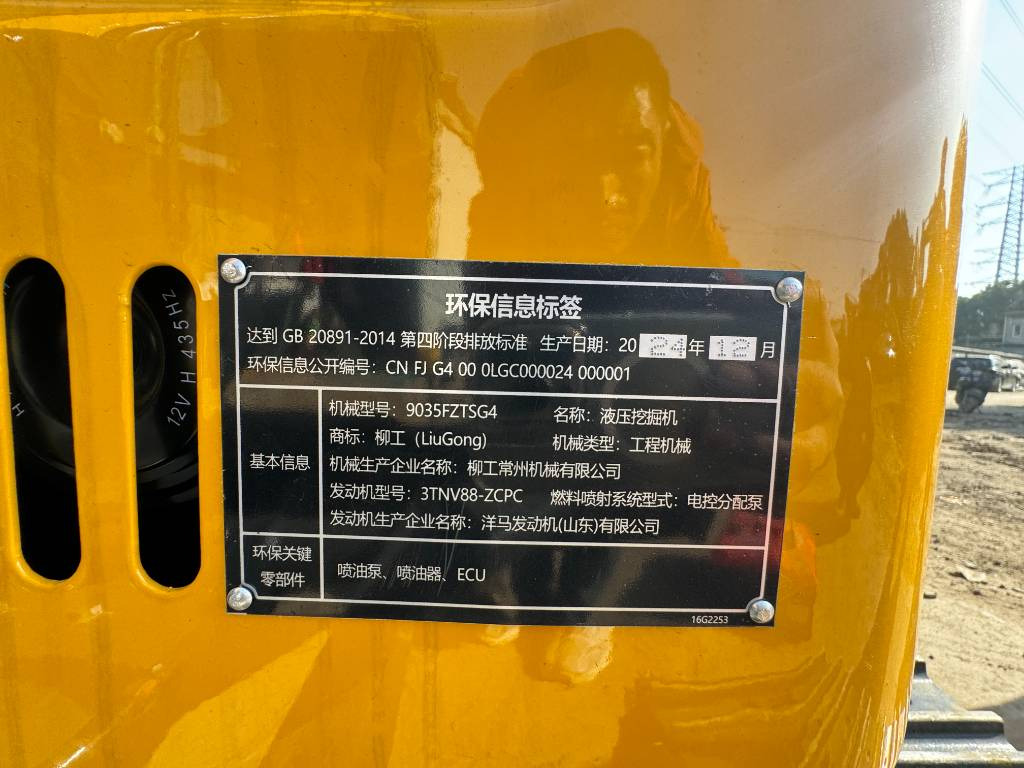 环保信息标签
达到 GB 20891-2014 第四阶段排放标准 生产日期：2024年12月
环保信息公开编号：CN FJ G4 00 0LGC000024 000001
基本信息
机械型号：9035FZTSG4 名称：液压挖掘机
商标：柳工（LiuGong) 机械类型：工程机械
机械生产企业名称：柳工常州机械有限公司
发动机型号：3TNV88-ZCPC 燃料喷射系统型式：电控分配泵
发动机生产企业名称：洋马发动机(山东)有限公司
环保关键
零部件
喷油泵、喷油器、ECU
16G2253
12V H 435HZ
H